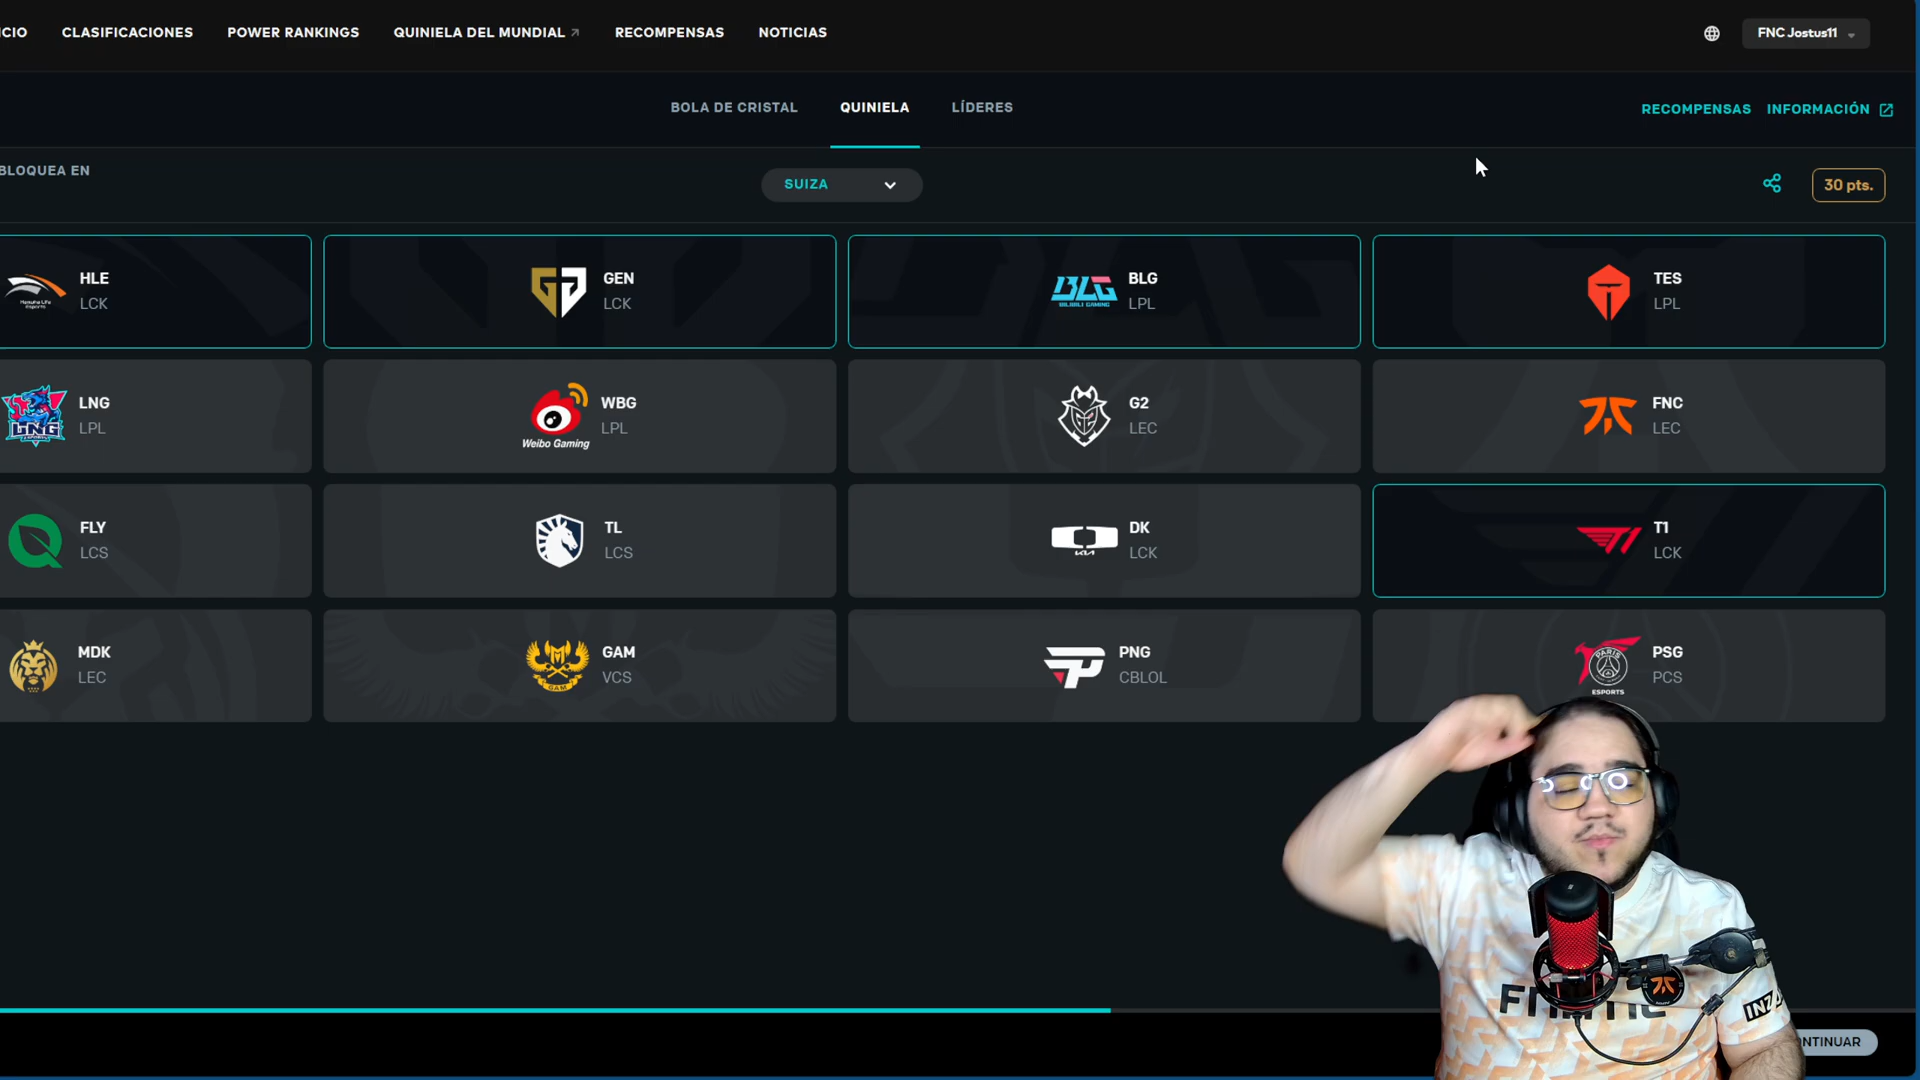 CIO CLASIFICACIONES POWER RANKINGS QUINIELA DEL MUNDIAL RECOMPENSAS NOTICIAS FNC Jostus11
BOLA DE CRISTAL QUINIELA LÍDERES RECOMPENSAS INFORMACIÓN
BLOQUEA EN SUIZA 30 pts.
HLE GEN BLG TES
LCK LCK LPL LPL
LNG WBG G2 FNC
LPL LPL LEC LEC
Weibo Gaming
FLY TL DK T1
LCS LCS LCK LCK
MDK GAM PNG PSG
LEC VCS CBLOL PCS
ESPORTS
NTINUAR